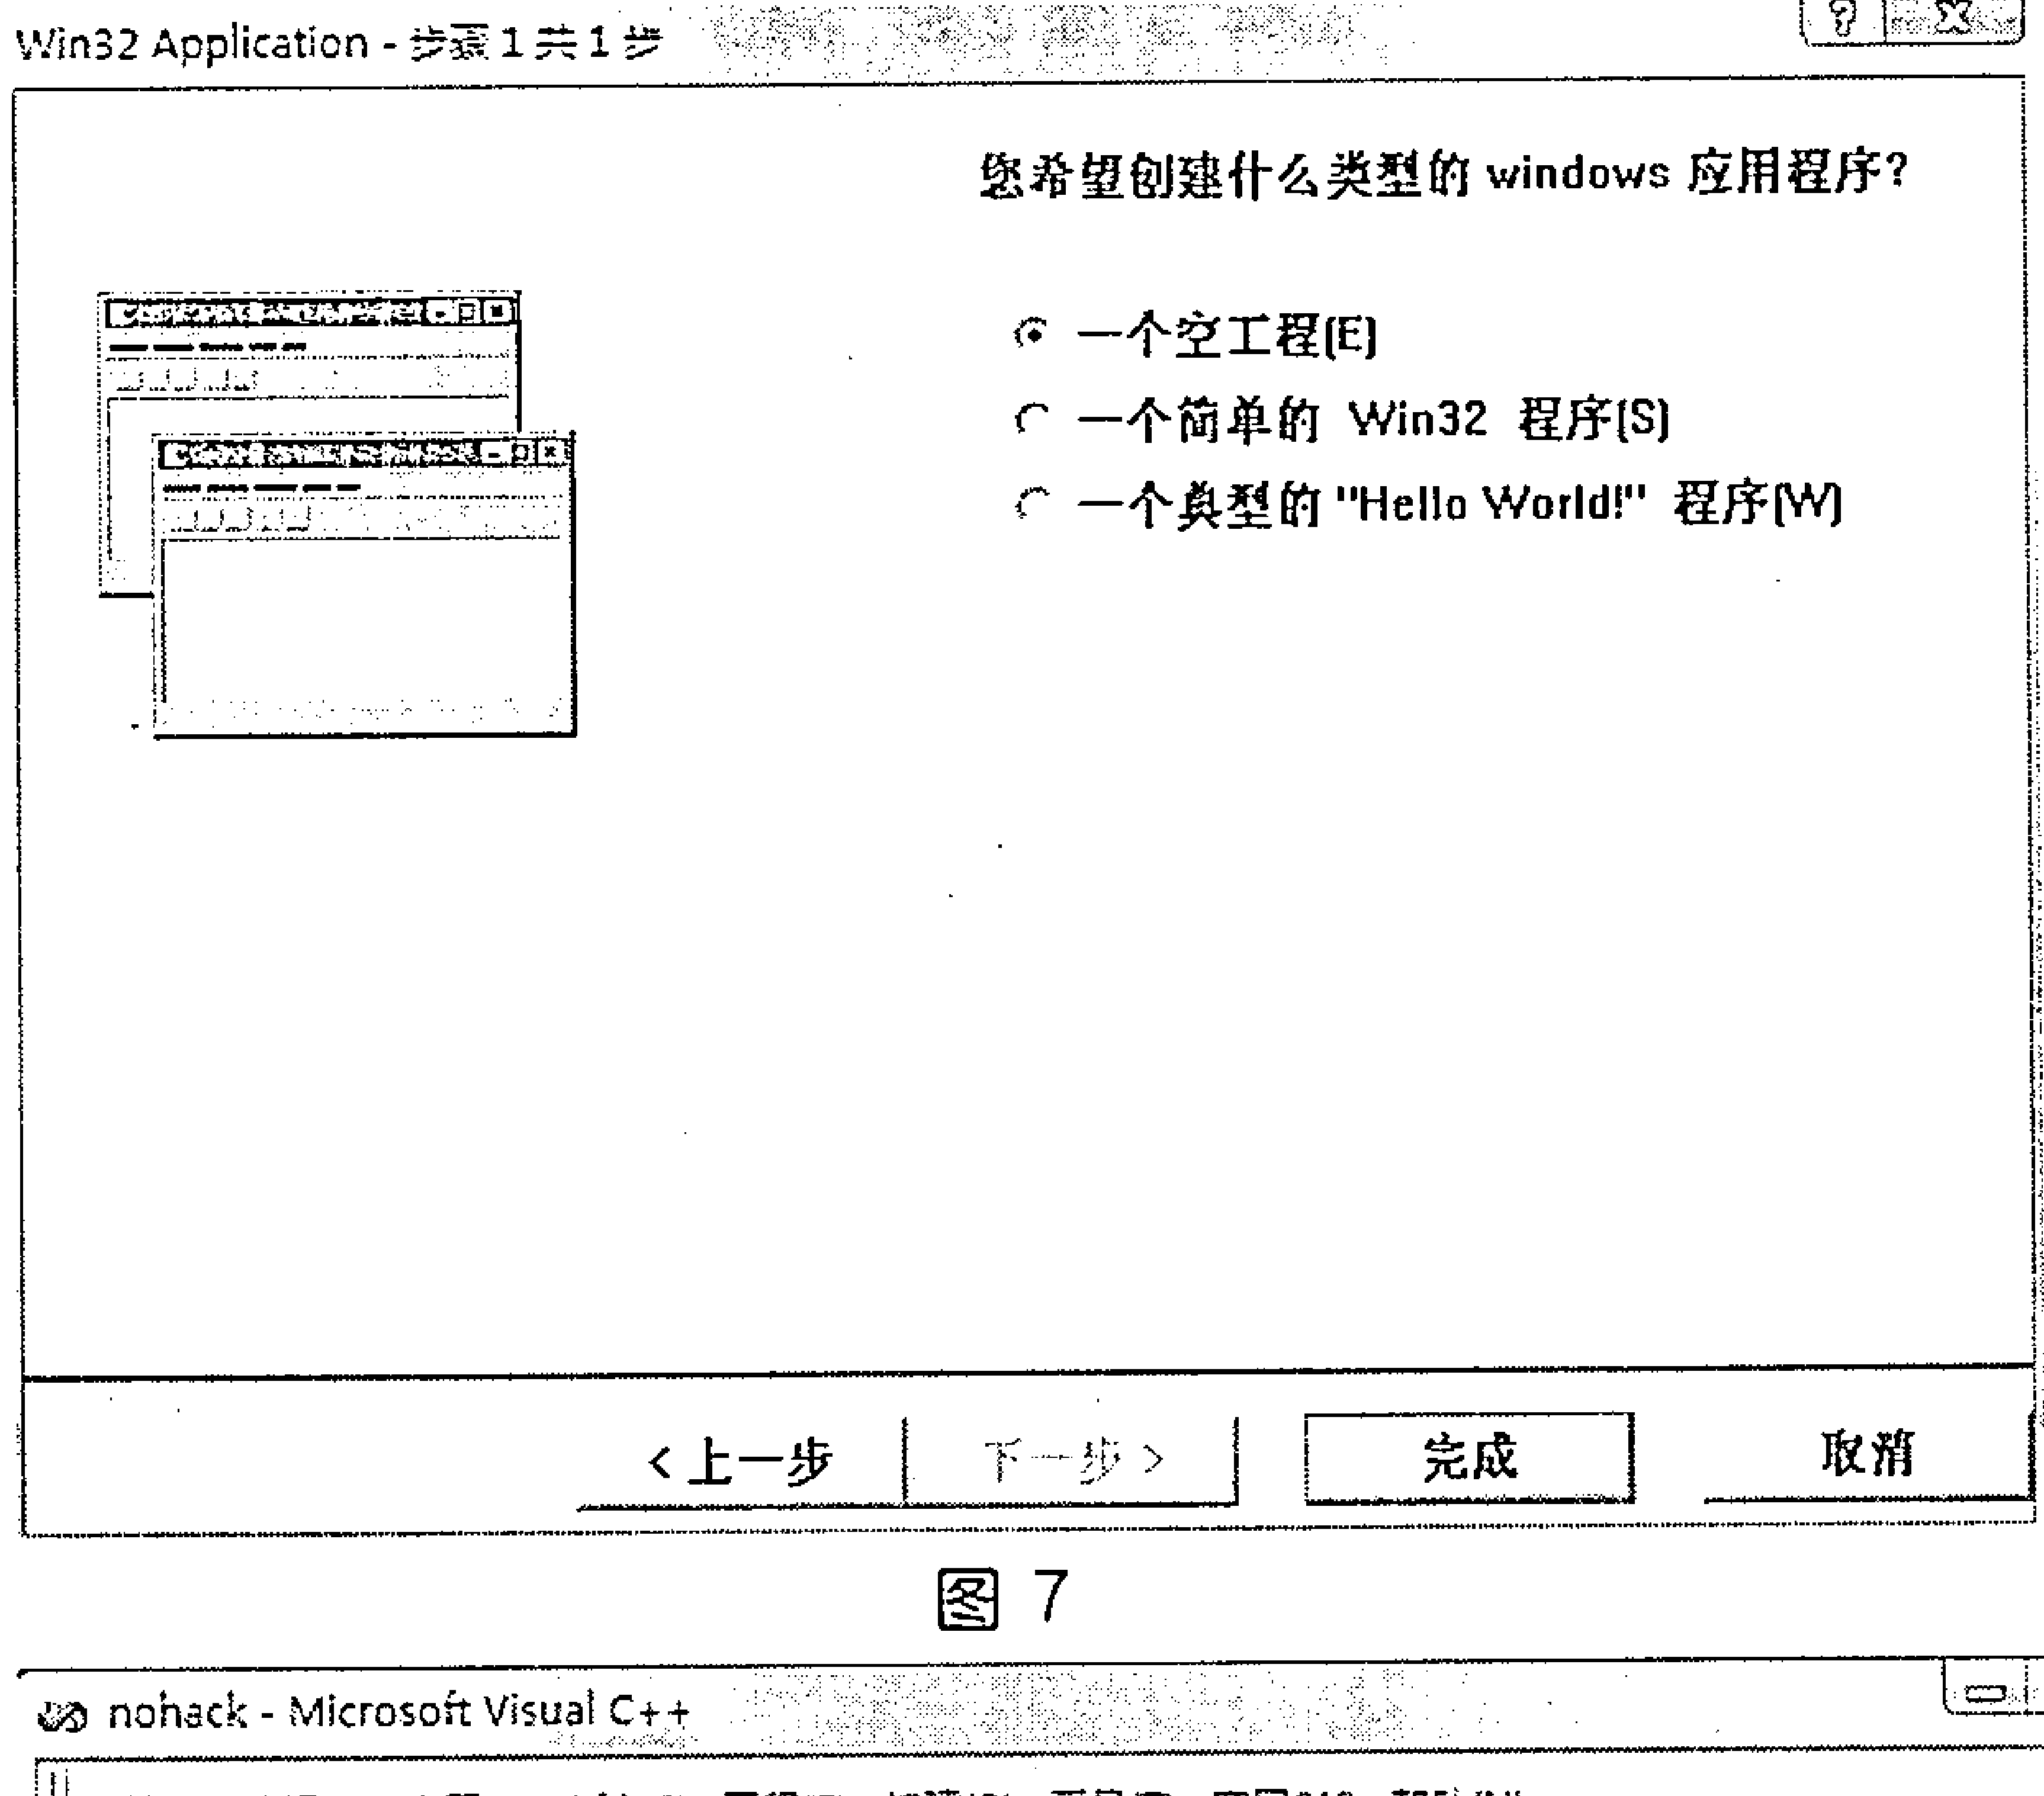 Win32 Application - 步骤 1 共 1 步
您希望创建什么类型的 windows 应用程序?
一个空工程(E)
一个简单的 Win32 程序(S)
一个典型的 "Hello World!" 程序(W)
< 上一步
下一步 >
完成
取消
图 7
nohack - Microsoft Visual C++